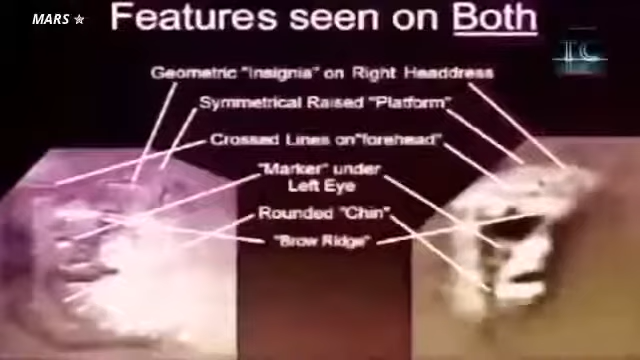 MARS ★
Features seen on Both
TC
Geometric "Insignia" on Right Headdress
Symmetrical Raised "Platform"
Crossed Lines on"forehead"
"Marker" under
Left Eye
Rounded "Chin"
"Brow Ridge"